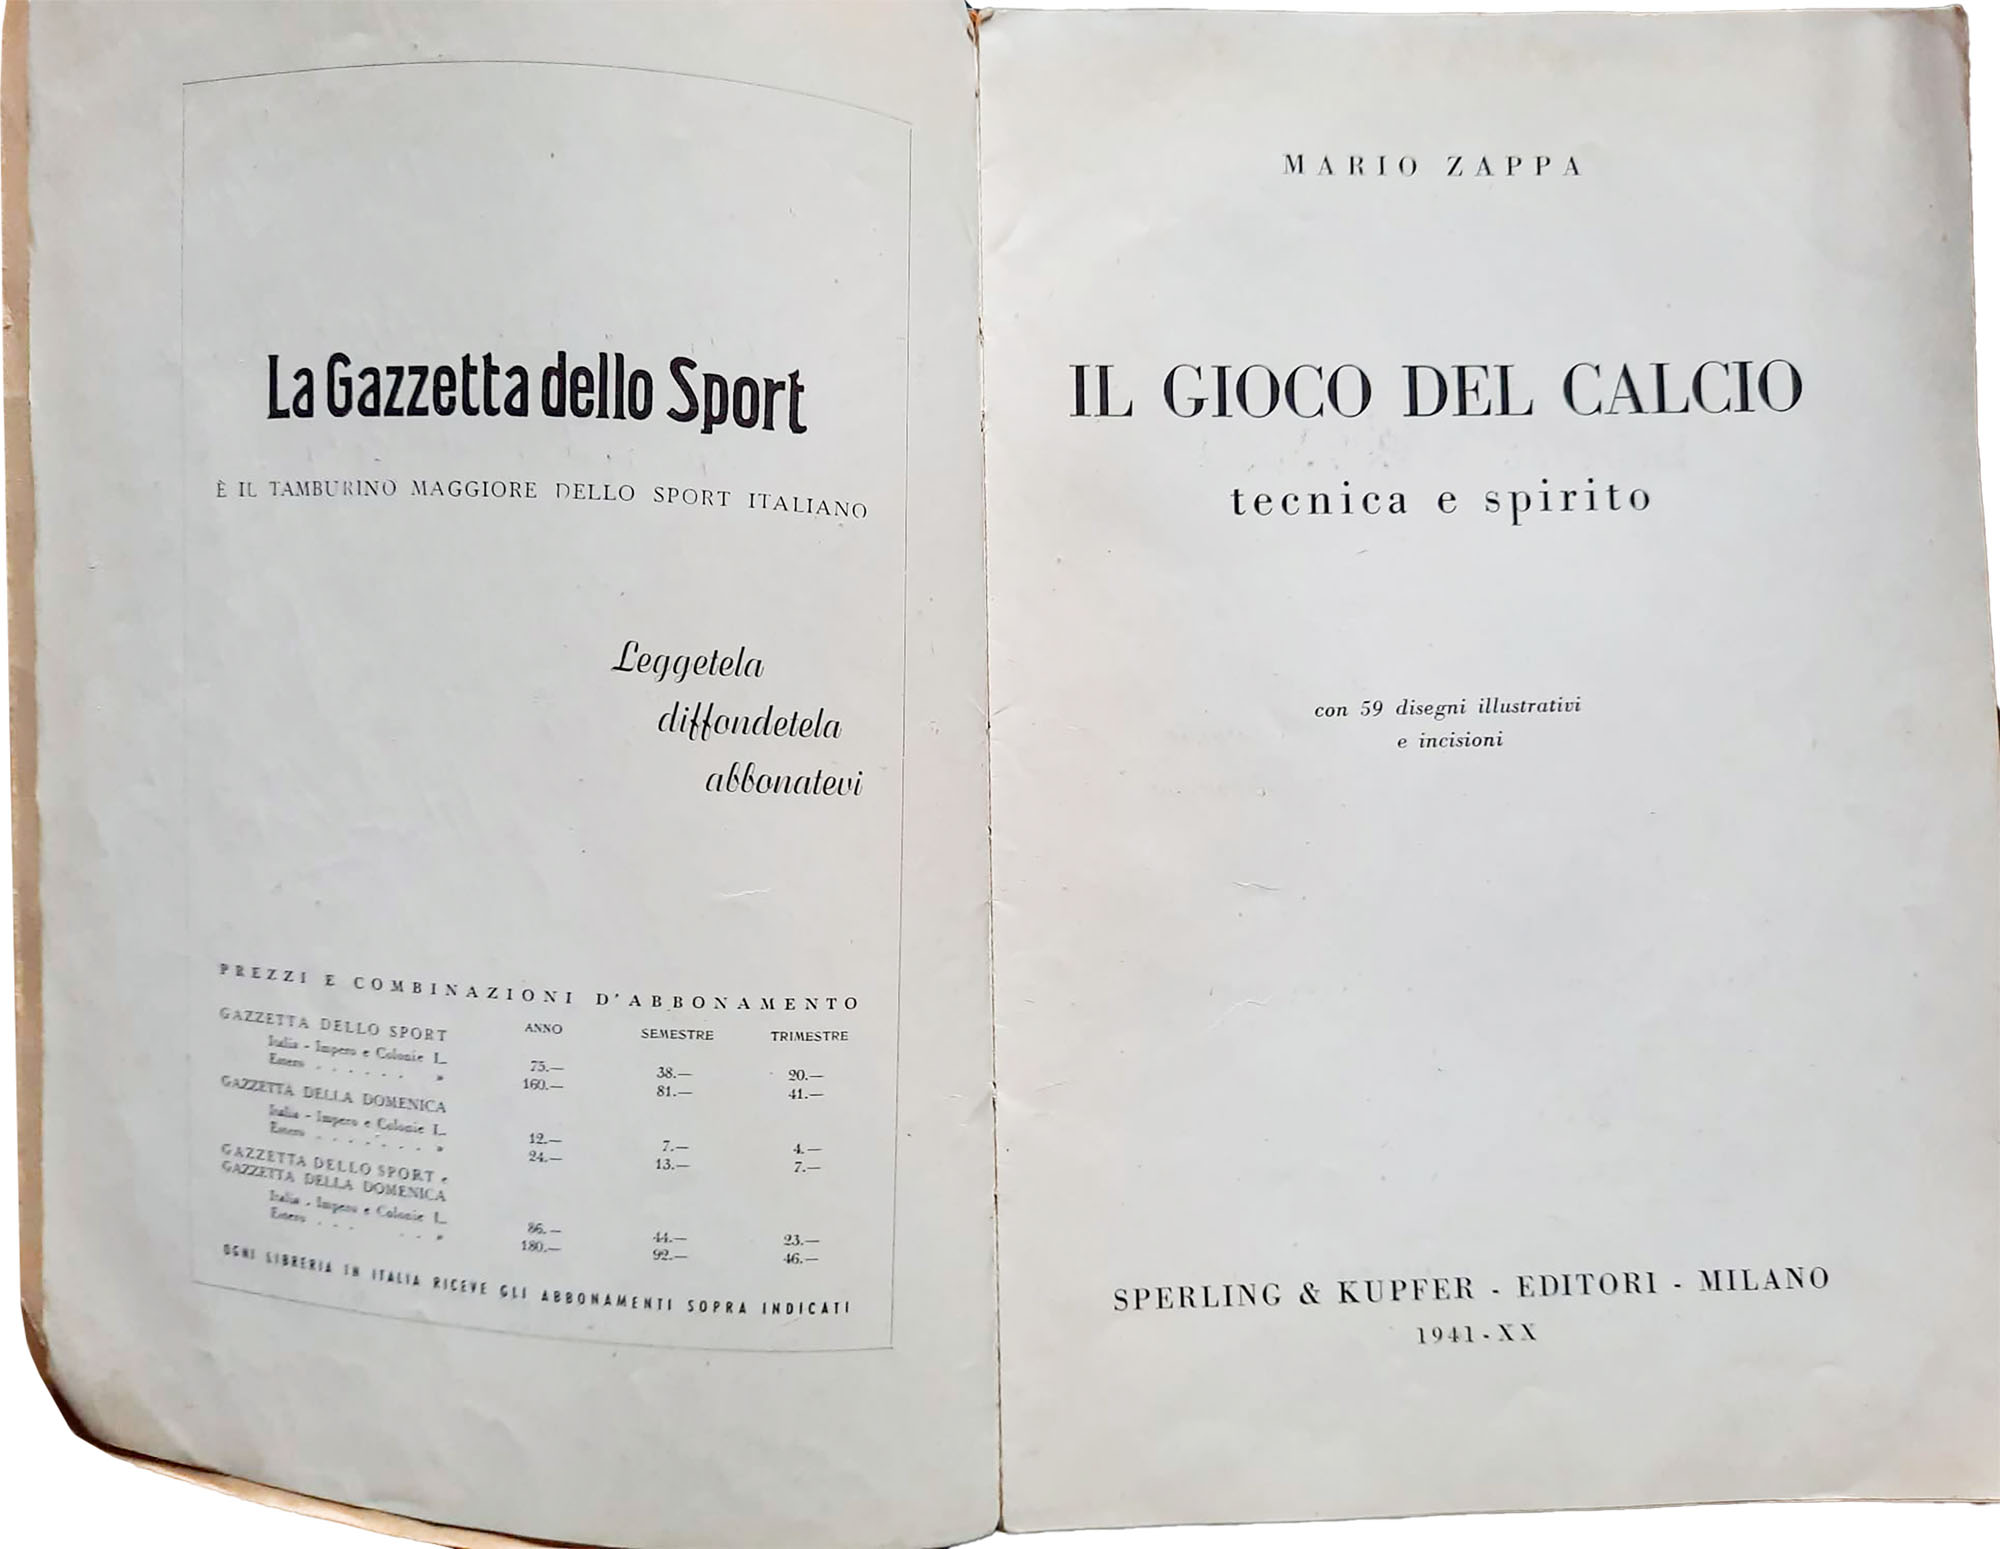 La Gazzetta dello Sport
È IL TAMBURINO MAGGIORE DELLO SPORT ITALIANO
Leggetela
diffondetela
abbonatevi
PREZZI E COMBINAZIONI D'ABBONAMENTO
ANNO SEMESTRE TRIMESTRE
GAZZETTA DELLO SPORT
Italia - Impero e Colonie L. 75.— 38.— 20.—
Estero . . . . . . » 160.— 81.— 41.—
GAZZETTA DELLA DOMENICA
Italia - Impero e Colonie L. 12.— 7.— 4.—
Estero . . . . . . » 24.— 13.— 7.—
GAZZETTA DELLO SPORT e
GAZZETTA DELLA DOMENICA
Italia - Impero e Colonie L. 86.— 44.— 23.—
Estero . . . . . » 180.— 92.— 46.—
OGNI LIBRERIA IN ITALIA RICEVE GLI ABBONAMENTI SOPRA INDICATI
MARIO ZAPPA
IL GIOCO DEL CALCIO
tecnica e spirito
con 59 disegni illustrativi
e incisioni
SPERLING & KUPFER - EDITORI - MILANO
1941 - XX